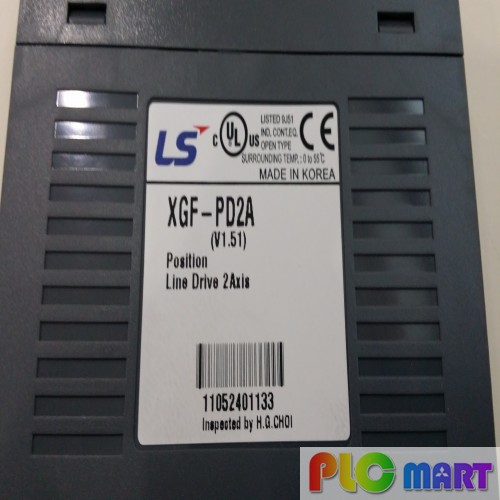 LS
c UL US
LISTED 9J51
IND. CONT.EQ.
OPEN TYPE
SURROUNDING TEMP. : 0 to 55℃
CE
MADE IN KOREA
XGF-PD2A
(V1.51)
Position
Line Drive 2Axis
11052401133
Inspected by H.G.CHOI
PLC MART